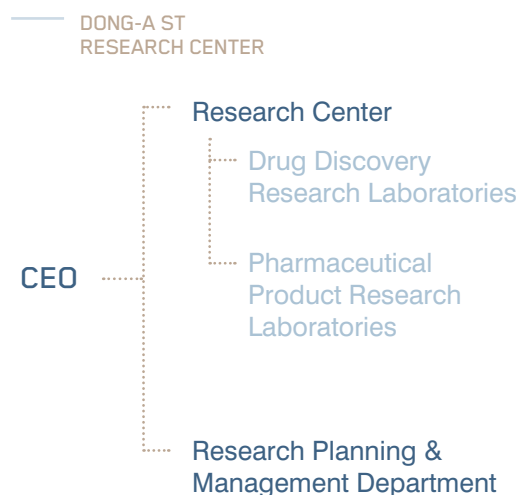 DONG-A ST
RESEARCH CENTER
Research Center
Drug Discovery
Research Laboratories
CEO
Pharmaceutical
Product Research
Laboratories
Research Planning &
Management Department